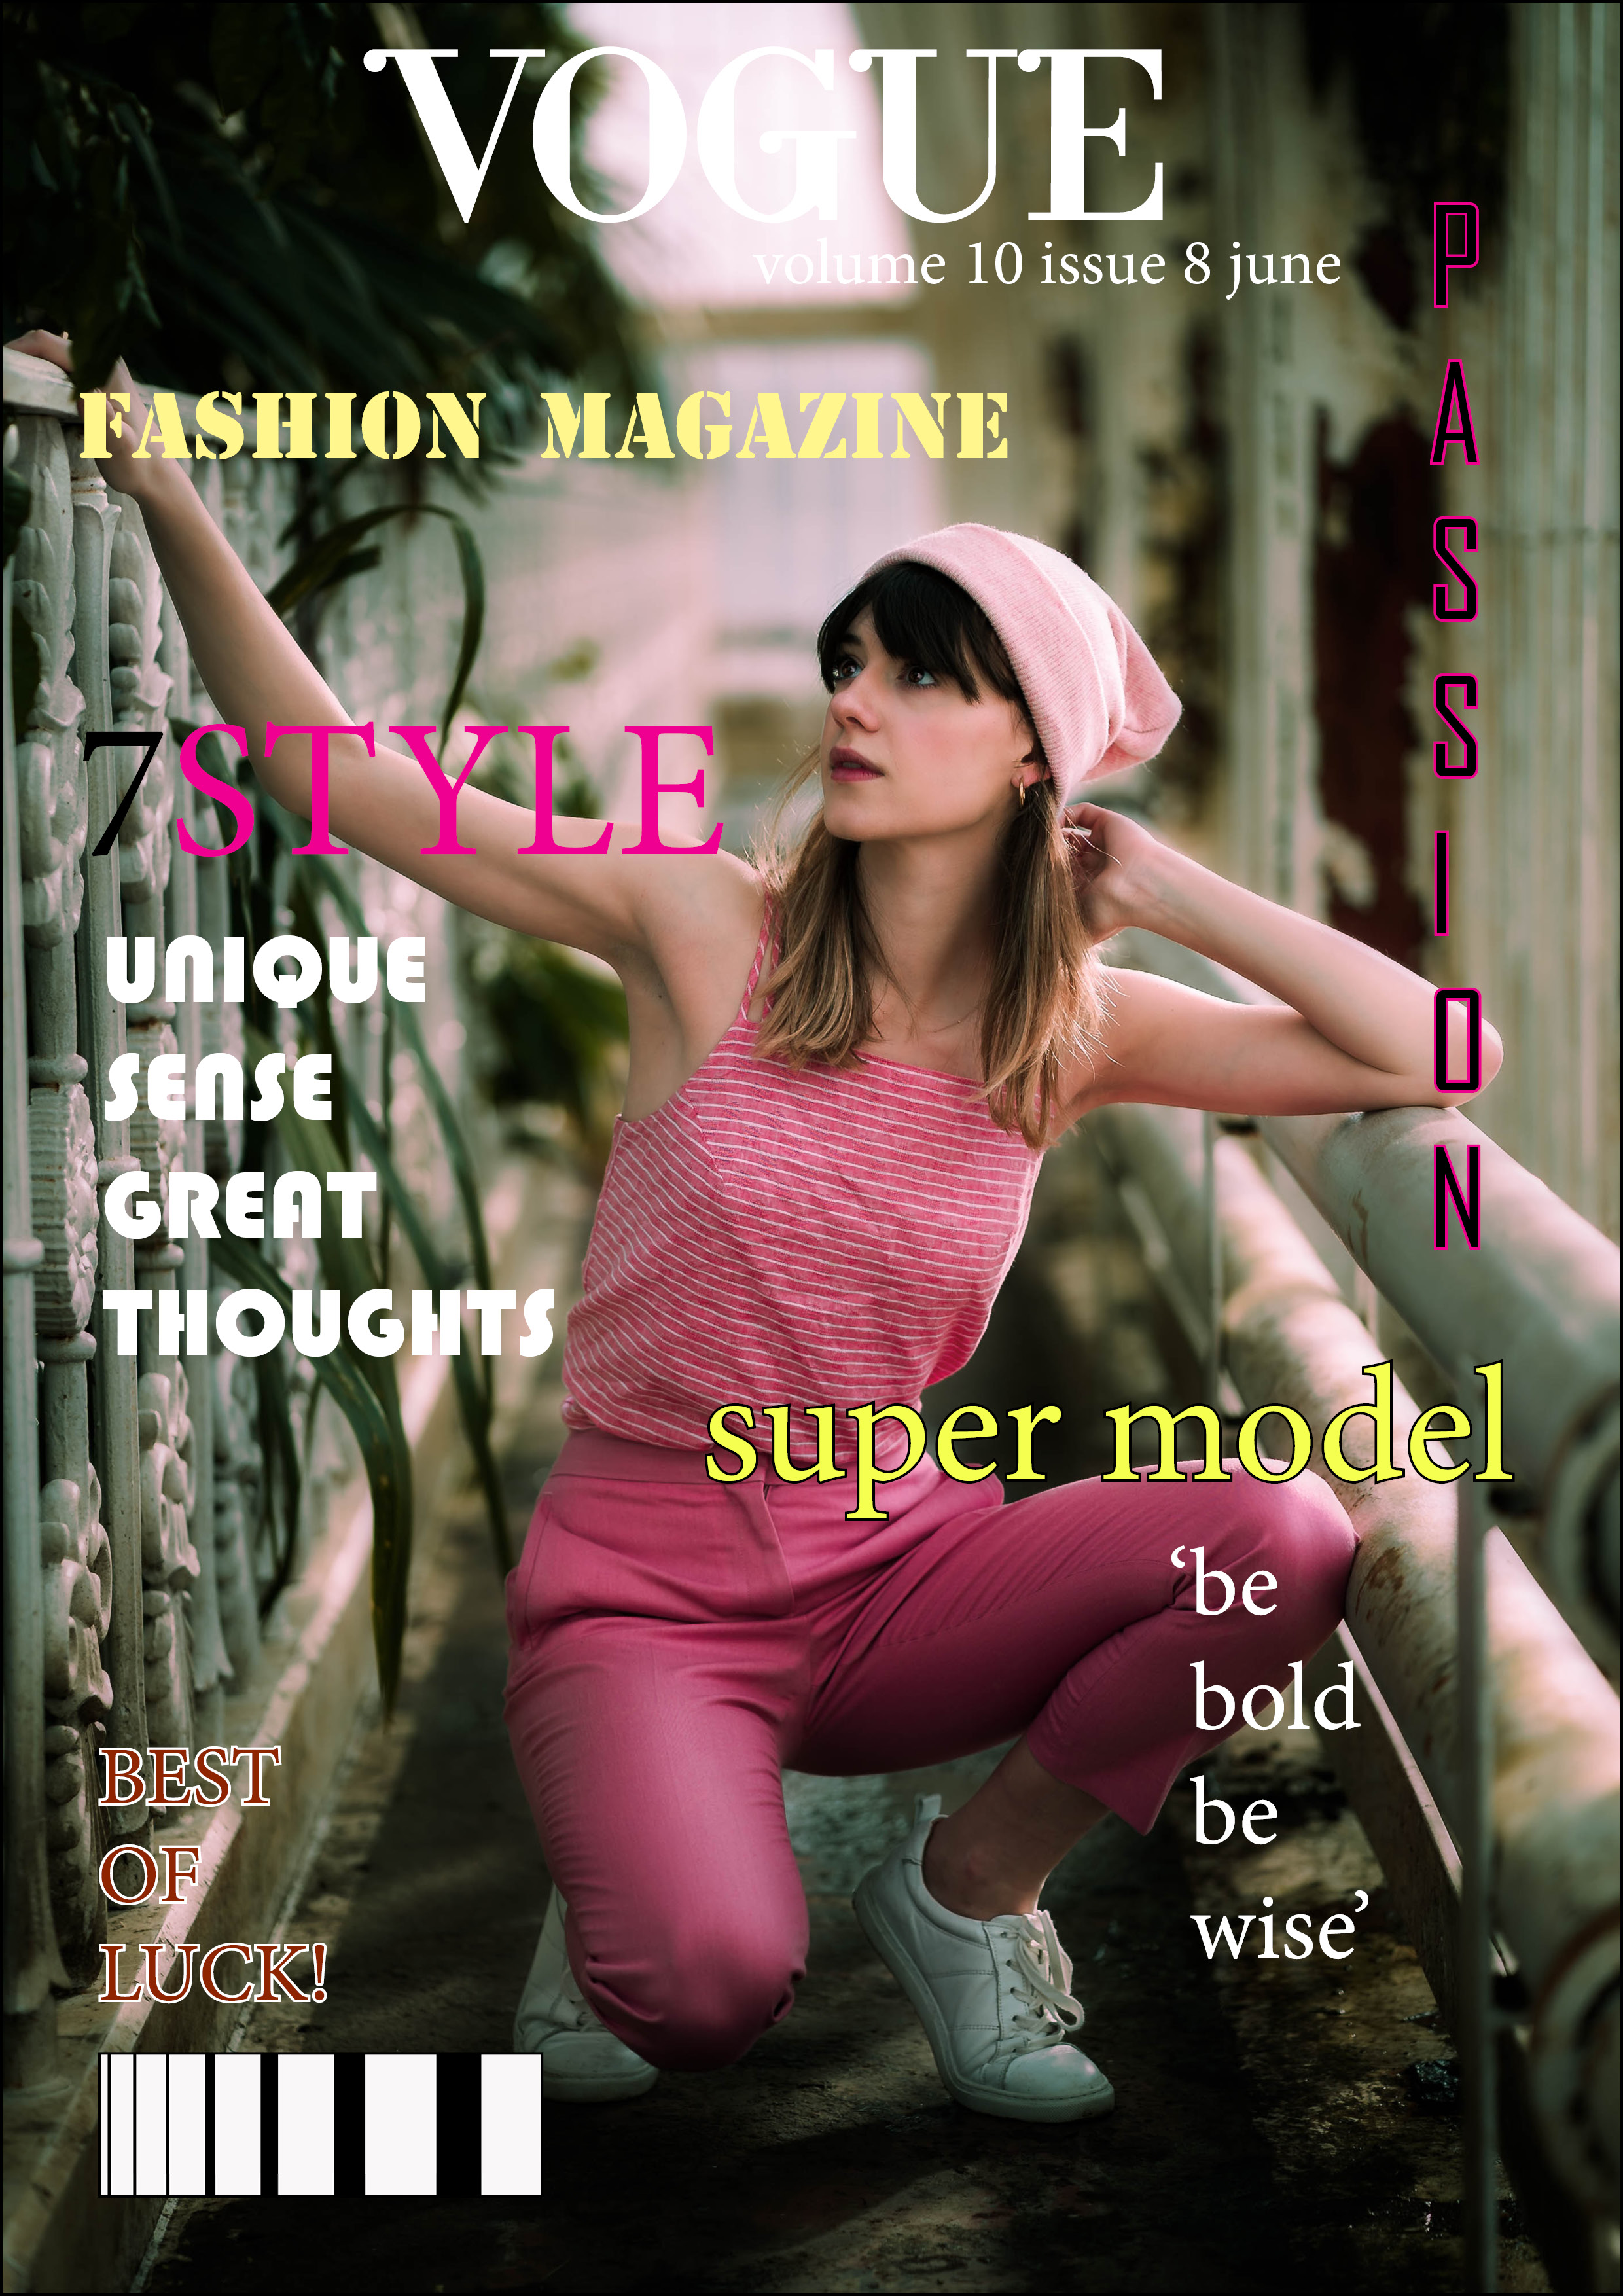 VOGUE
volume 10 issue 8 june
FASHION MAGAZINE
PASSION
7STYLE
UNIQUE
SENSE
GREAT
THOUGHTS
super model
‘be
bold
be
wise’
BEST
OF
LUCK!